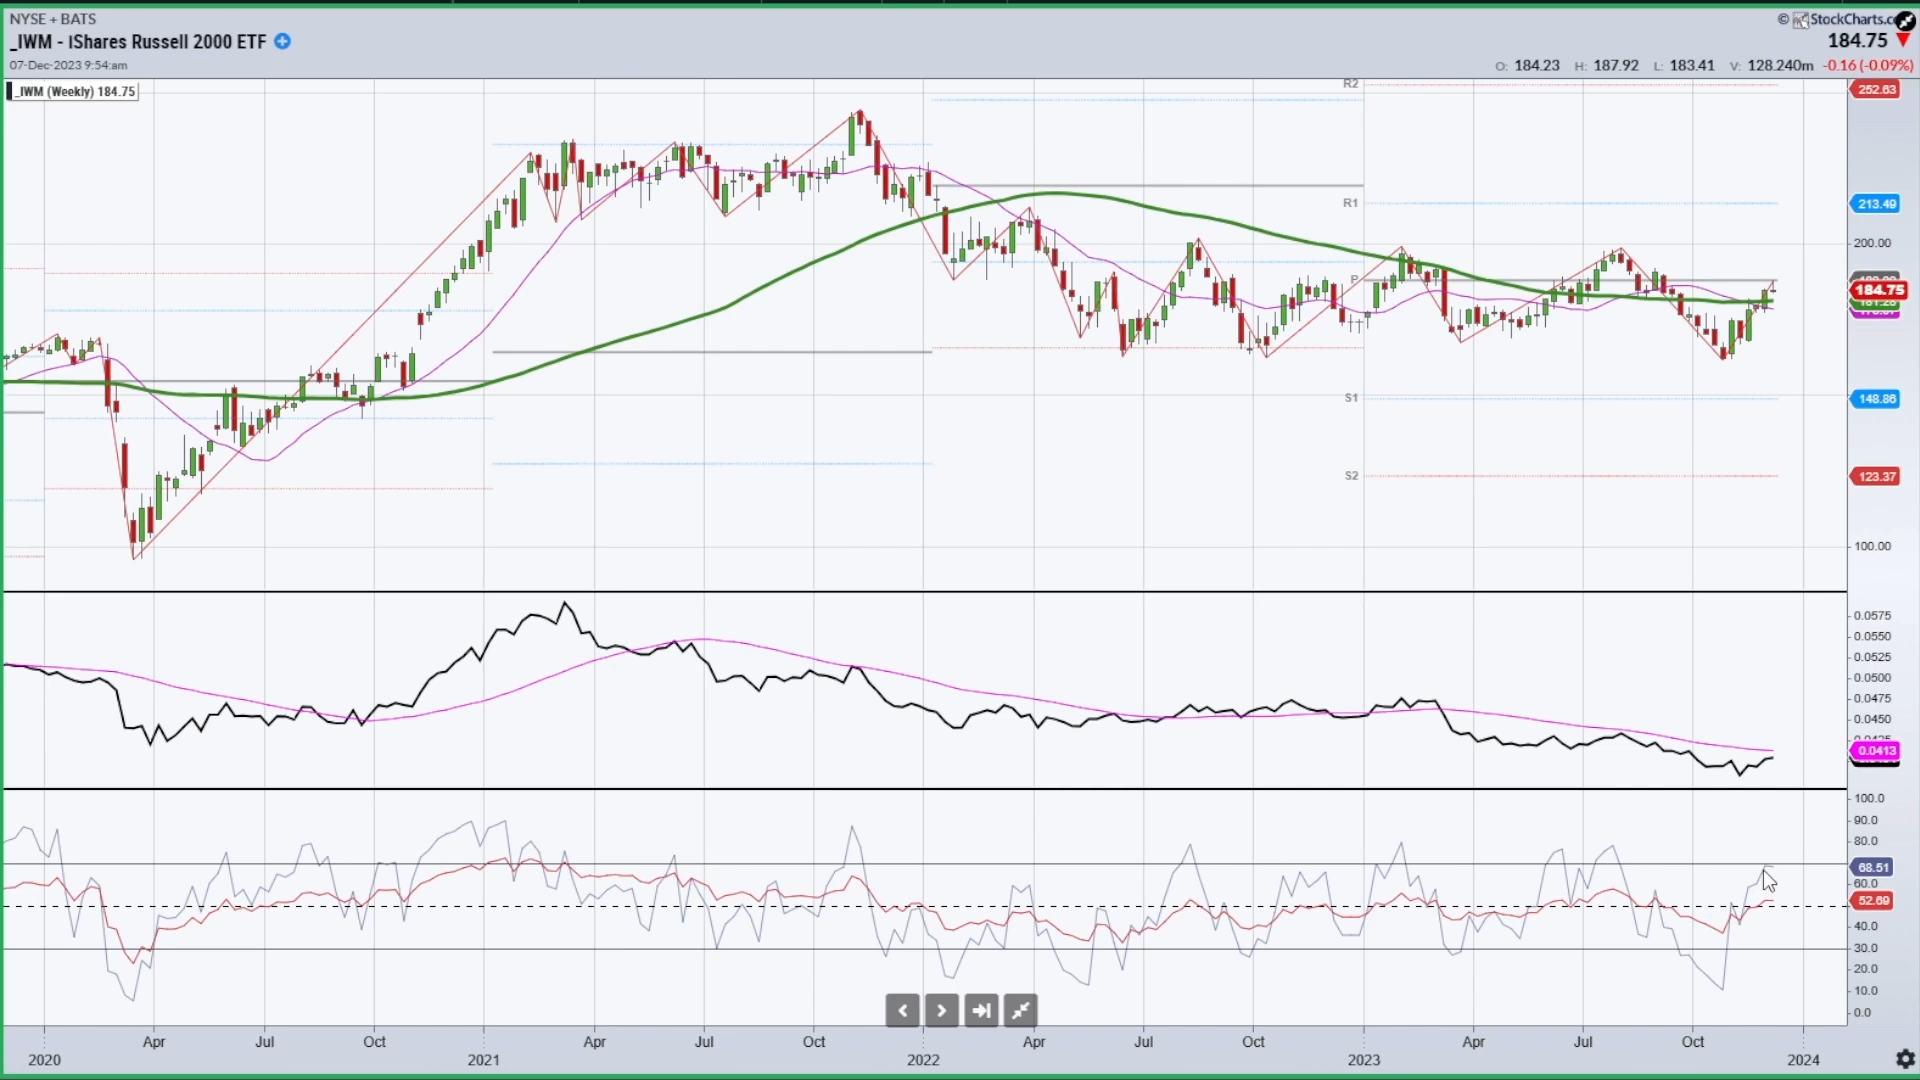 NYSE + BATS
© StockCharts.c
_IWM - iShares Russell 2000 ETF
184.75
07-Dec-2023 9:54:am
O: 184.23 H: 187.92 L: 183.41 V: 128.240m -0.16 (-0.09%)
_IWM (Weekly) 184.75
R2
252.63
R1
213.49
200.00
P
184.75
S1
148.86
S2
123.37
100.00
0.0575
0.0550
0.0525
0.0500
0.0475
0.0450
0.0425
0.0413
100.0
90.0
80.0
68.51
60.0
52.69
40.0
30.0
20.0
10.0
0.0
Apr Jul Oct Apr Jul Oct Apr Jul Oct Apr Jul Oct
2020 2021 2022 2023 2024